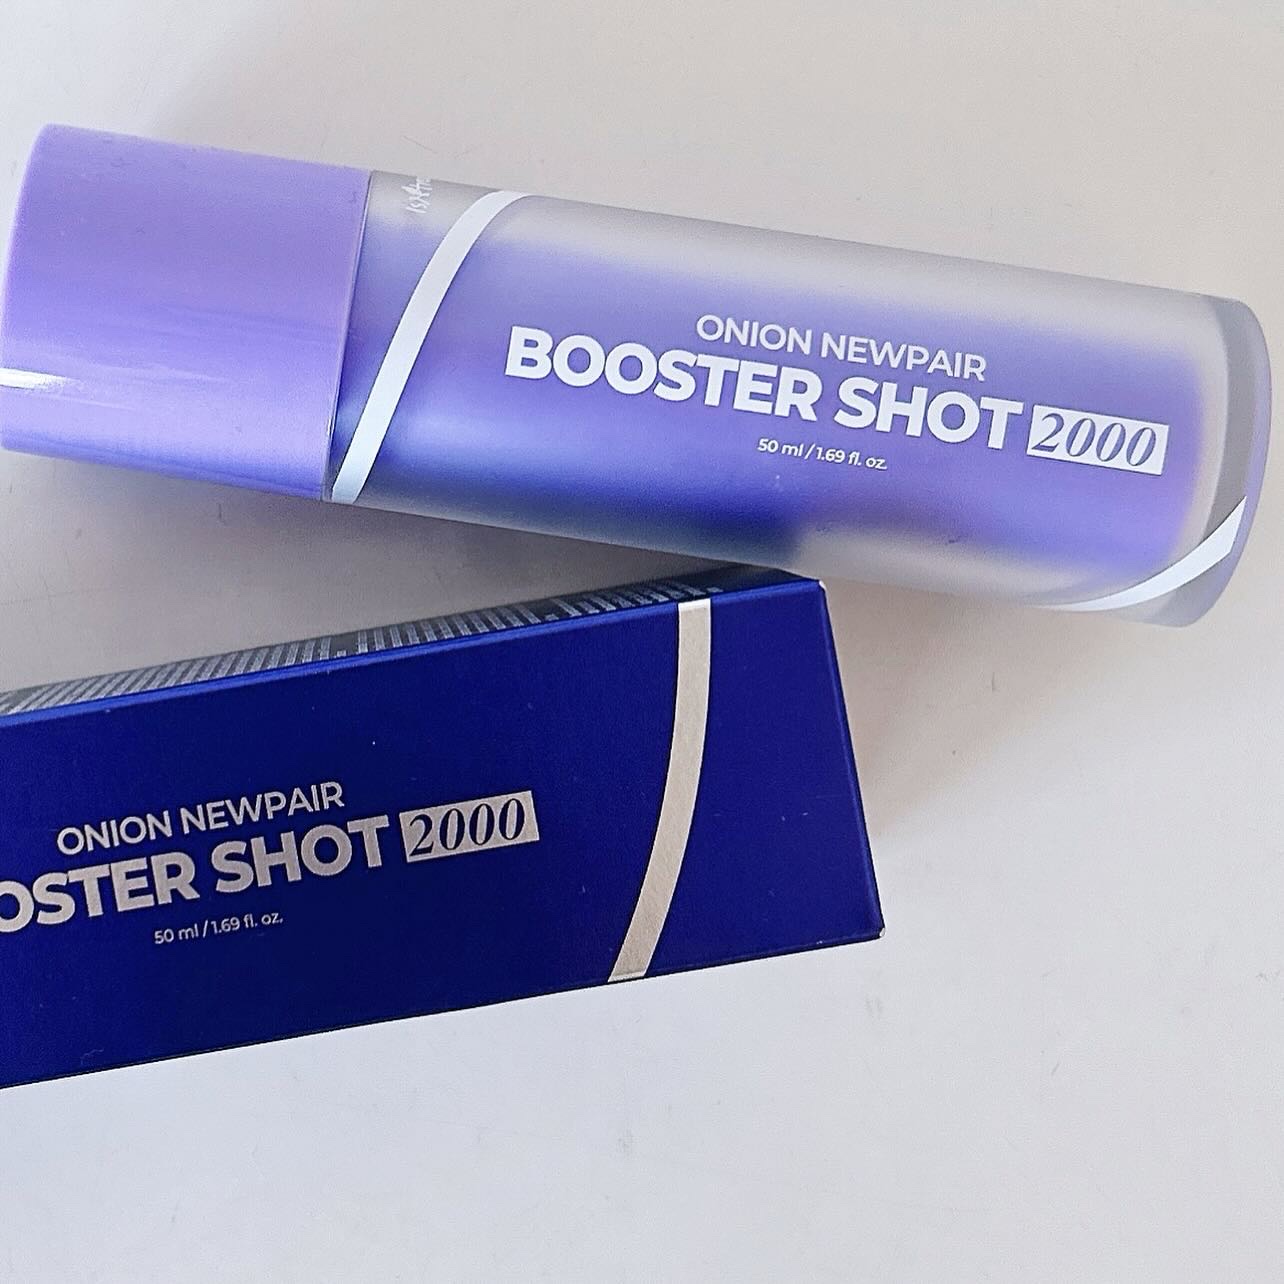 ONION NEWPAIR
BOOSTER SHOT 2000
50 ml / 1.69 fl. oz.
ONION NEWPAIR
OSTER SHOT 2000
50 ml / 1.69 fl. oz.